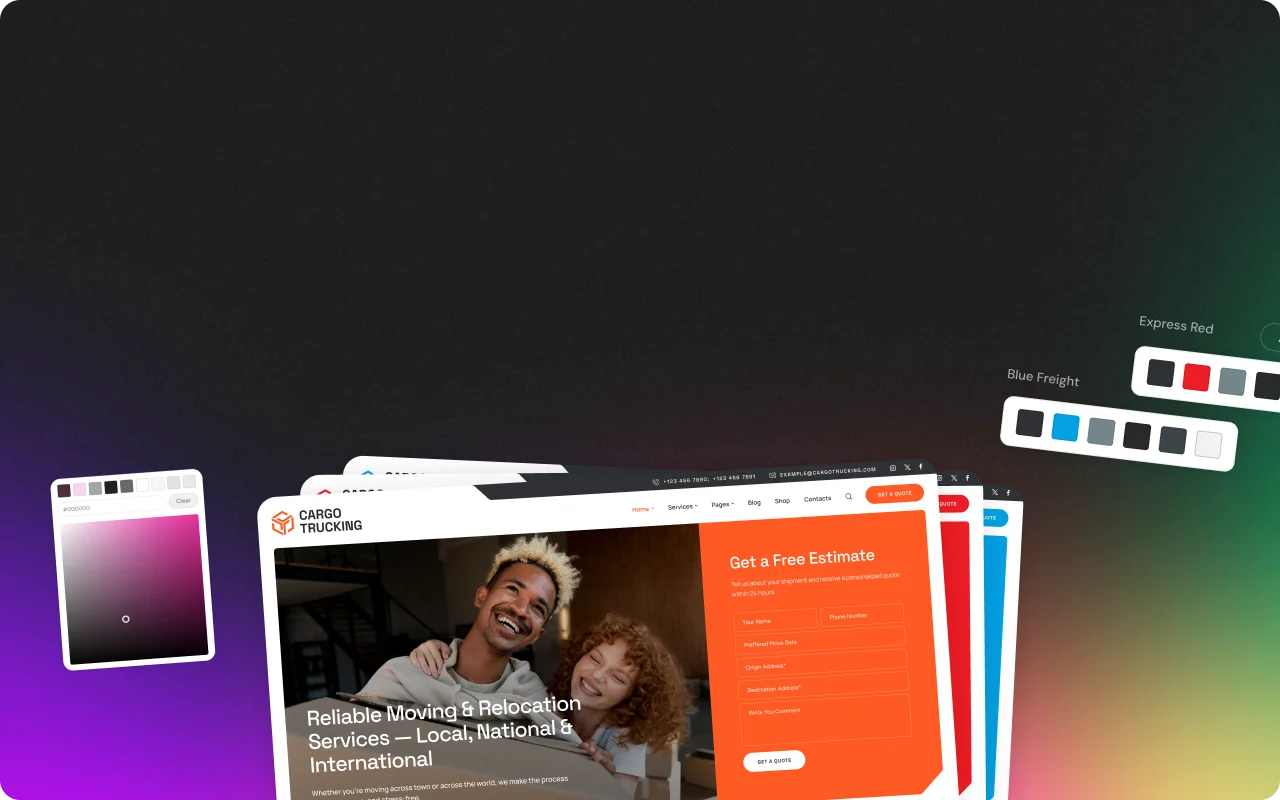 Express Red
Blue Freight
Clear
#000000
+123 456 7890; +123 456 7891
EXAMPLE@CARGOTRUCKING.COM
CARGO
TRUCKING
Home
Services
Pages
Blog
Shop
Contacts
GET A QUOTE
Get a Free Estimate
Tell us about your shipment and receive a personalized quote
within 24 hours
Your Name
Phone Number
Preffered Move Date
Origin Address*
Destination Address*
Write You Comment
GET A QUOTE
Reliable Moving & Relocation
Services — Local, National &
International
Whether you're moving across town or across the world, we make the process
and stress-free.